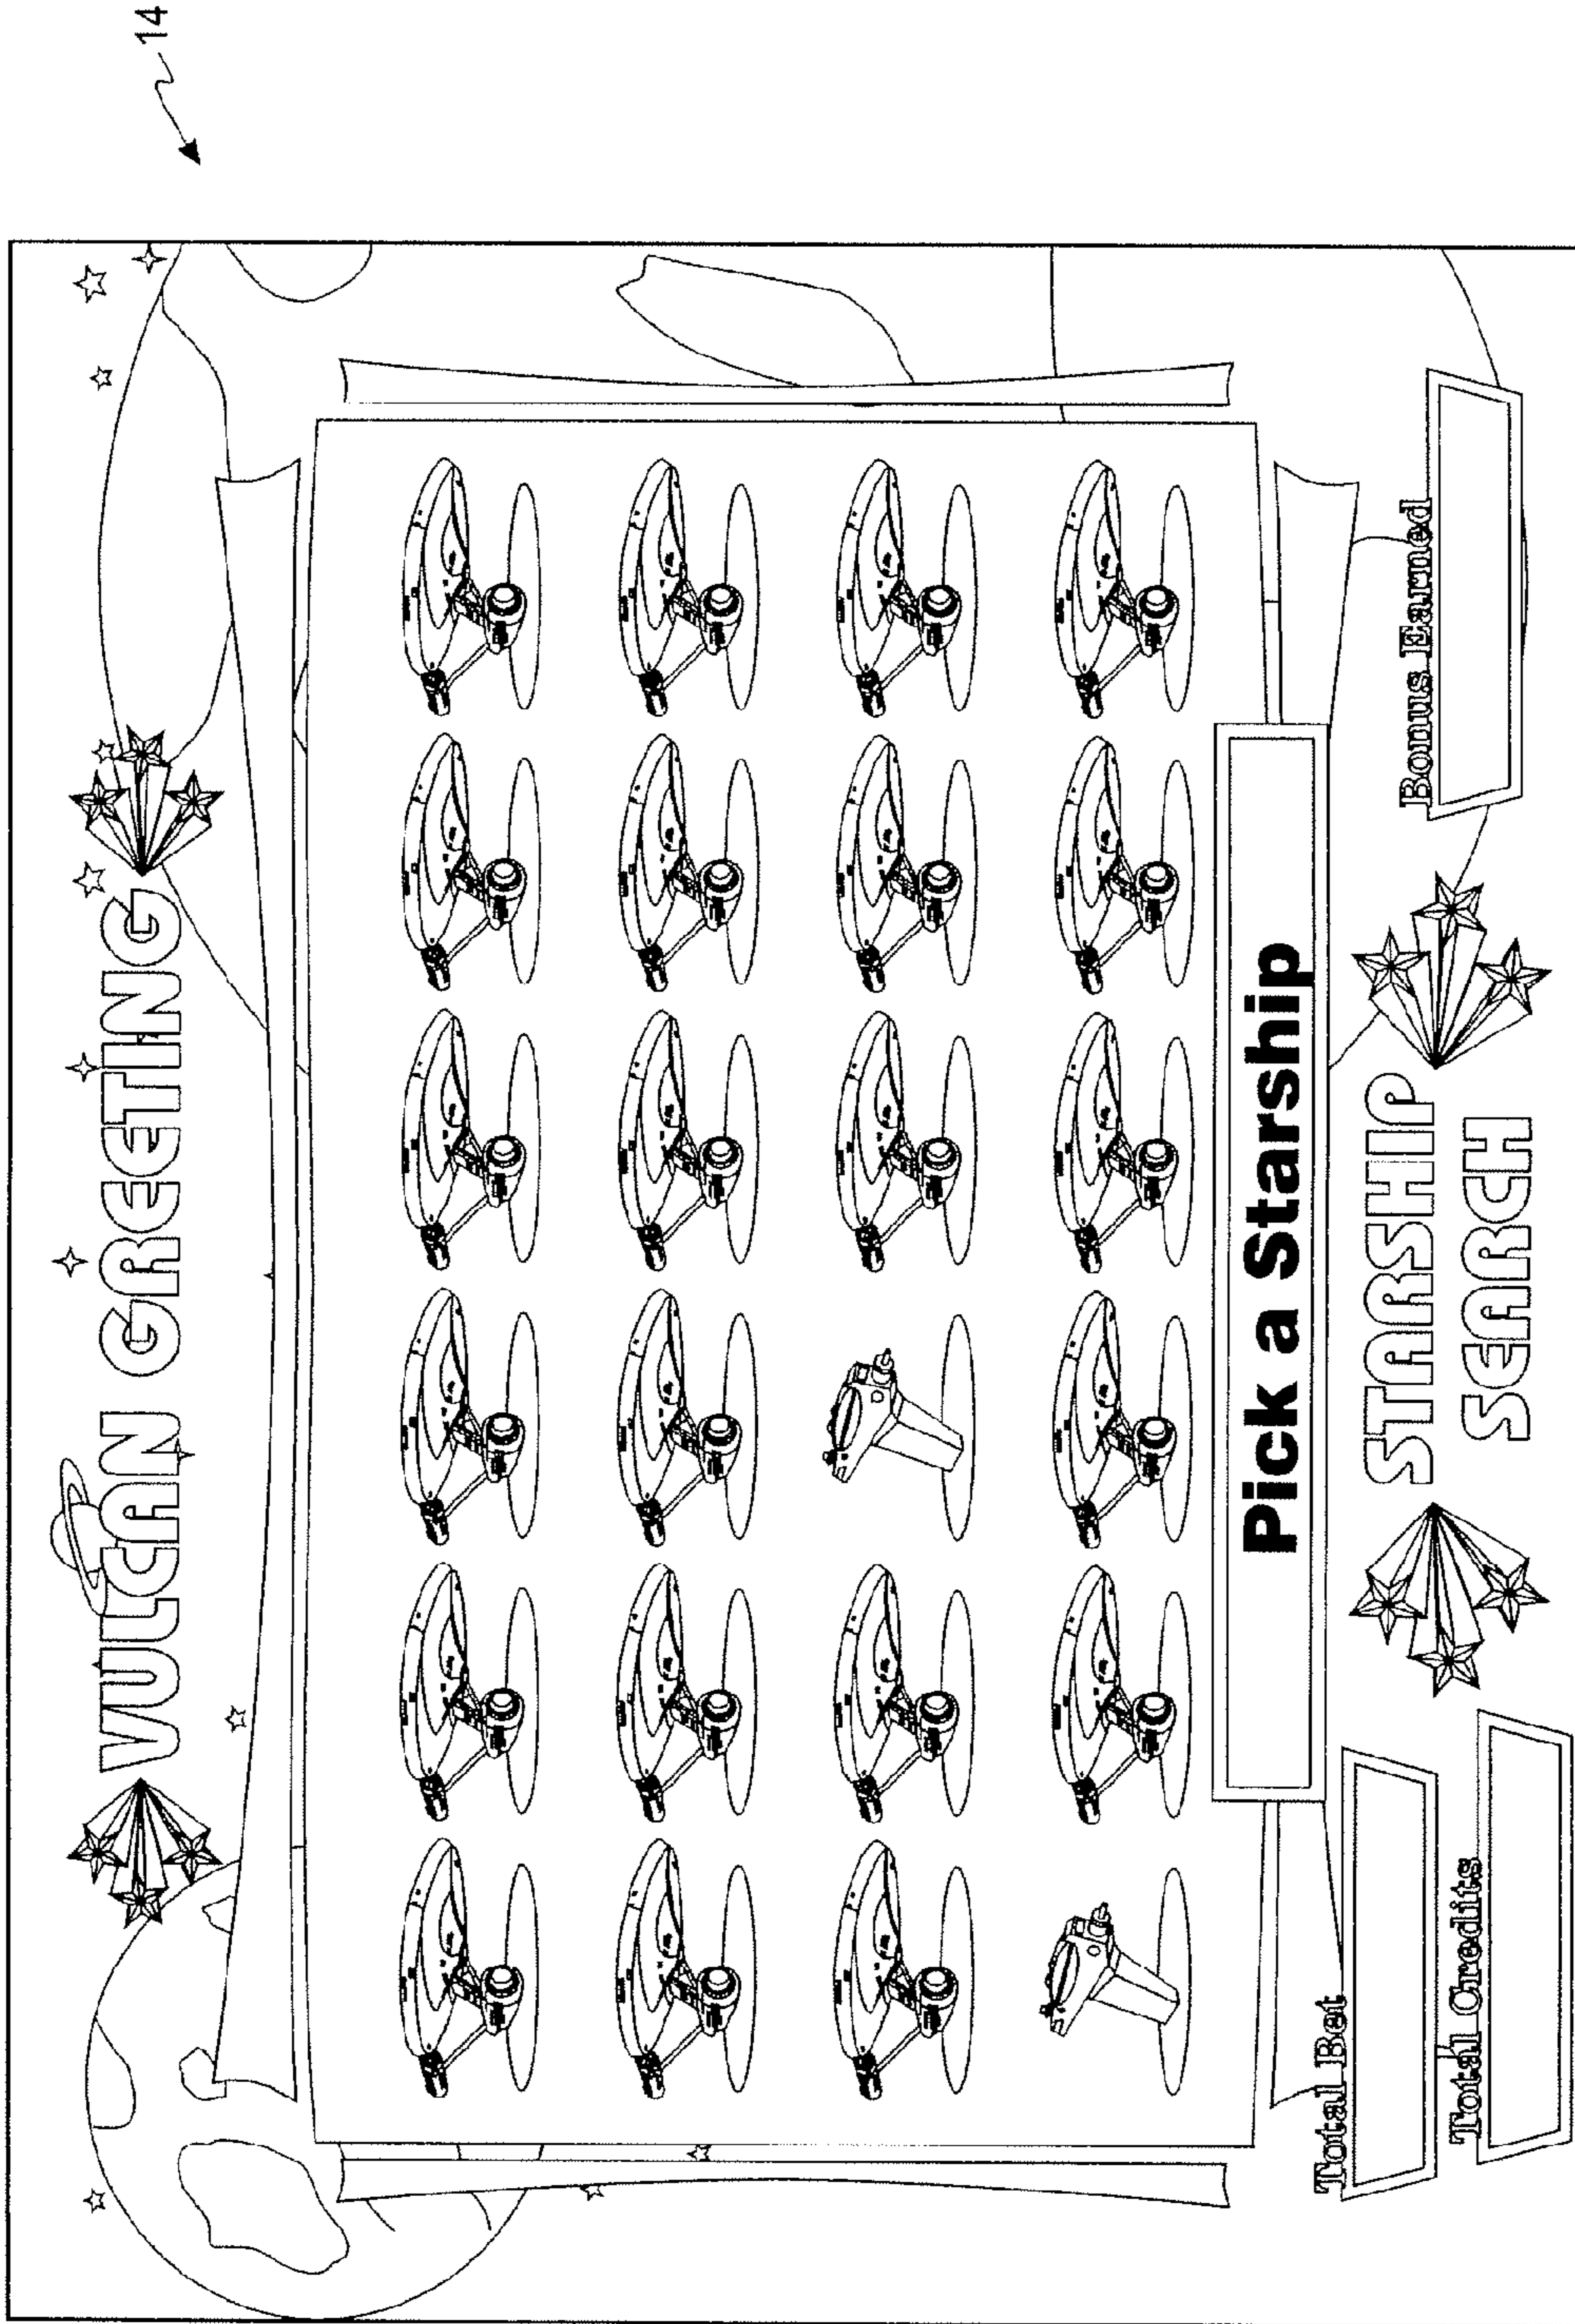 14
VULCAN GREETING
Pick a Starship
Total Bet
STARSHIP
SEARCH
Bonus Earned
Total Credits